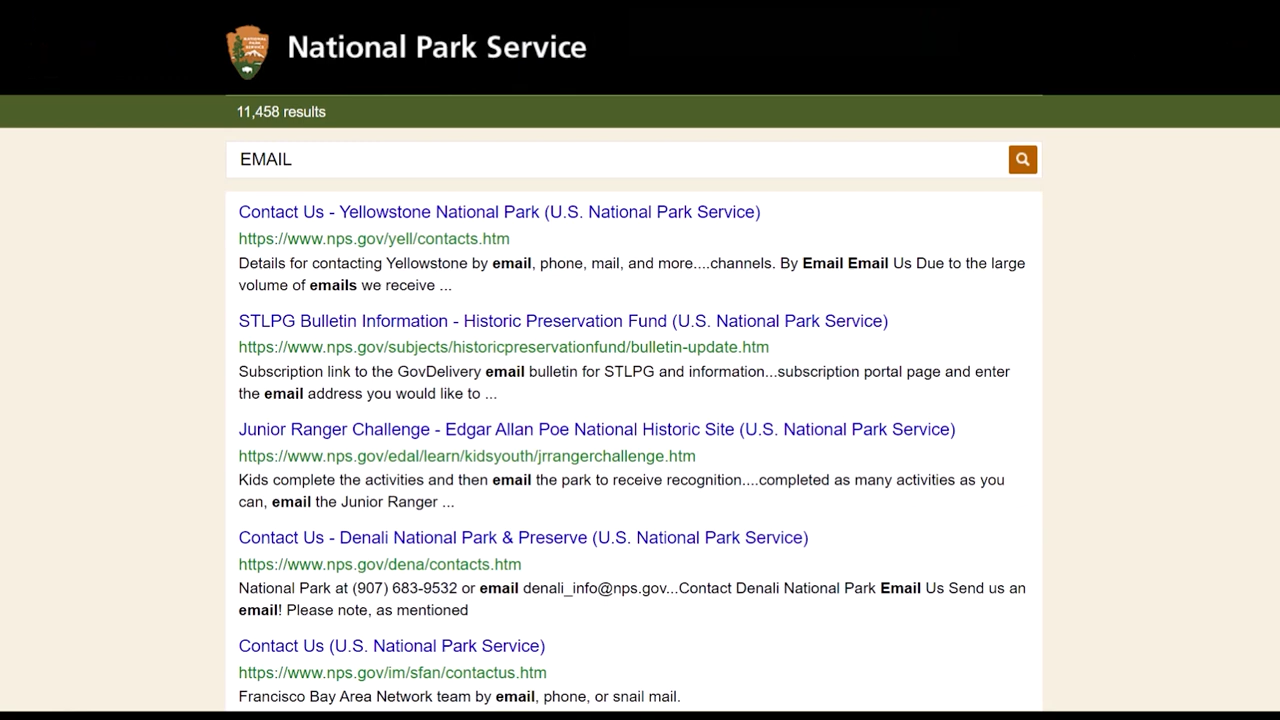 National Park Service
11,458 results
EMAIL
Contact Us - Yellowstone National Park (U.S. National Park Service)
https://www.nps.gov/yell/contacts.htm
Details for contacting Yellowstone by email, phone, mail, and more....channels. By Email Email Us Due to the large
volume of emails we receive ...
STLPG Bulletin Information - Historic Preservation Fund (U.S. National Park Service)
https://www.nps.gov/subjects/historicpreservationfund/bulletin-update.htm
Subscription link to the GovDelivery email bulletin for STLPG and information...subscription portal page and enter
the email address you would like to ...
Junior Ranger Challenge - Edgar Allan Poe National Historic Site (U.S. National Park Service)
https://www.nps.gov/edal/learn/kidsyouth/jrrangerchallenge.htm
Kids complete the activities and then email the park to receive recognition....completed as many activities as you
can, email the Junior Ranger ...
Contact Us - Denali National Park & Preserve (U.S. National Park Service)
https://www.nps.gov/dena/contacts.htm
National Park at (907) 683-9532 or email denali_info@nps.gov...Contact Denali National Park Email Us Send us an
email! Please note, as mentioned
Contact Us (U.S. National Park Service)
https://www.nps.gov/im/sfan/contactus.htm
Francisco Bay Area Network team by email, phone, or snail mail.